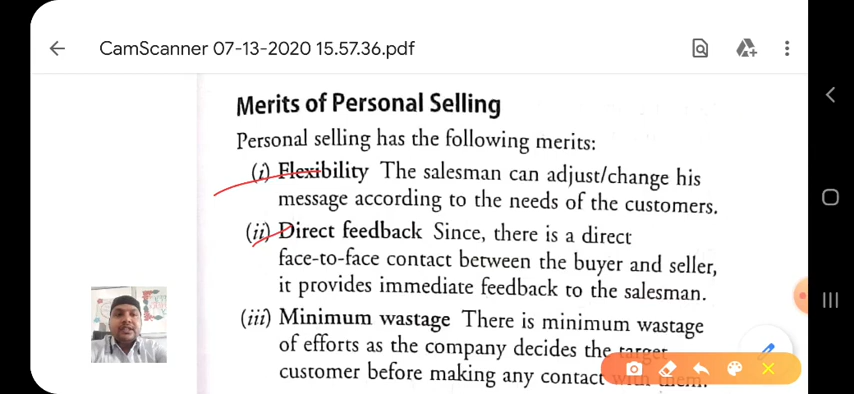 CamScanner 07-13-2020 15.57.36.pdf
Merits of Personal Selling
Personal selling has the following merits:
(i) Flexibility The salesman can adjust/change his
message according to the needs of the customers.
(ii) Direct feedback Since, there is a direct
face-to-face contact between the buyer and seller,
it provides immediate feedback to the salesman.
(iii) Minimum wastage There is minimum wastage
of efforts as the company decides the target
customer before making any contact with them.